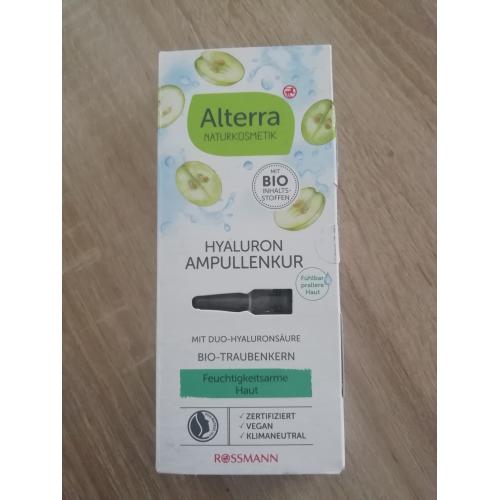 Alterra
NATURKOSMETIK
MIT
BIO
INHALTS-
STOFFEN
HYALURON
AMPULLENKUR
Fühlbar
prallere
Haut
MIT DUO-HYALURONSÄURE
BIO-TRAUBENKERN
Feuchtigkeitsarme
Haut
✓ ZERTIFIZIERT
✓ VEGAN
✓ KLIMANEUTRAL
ROSSMANN